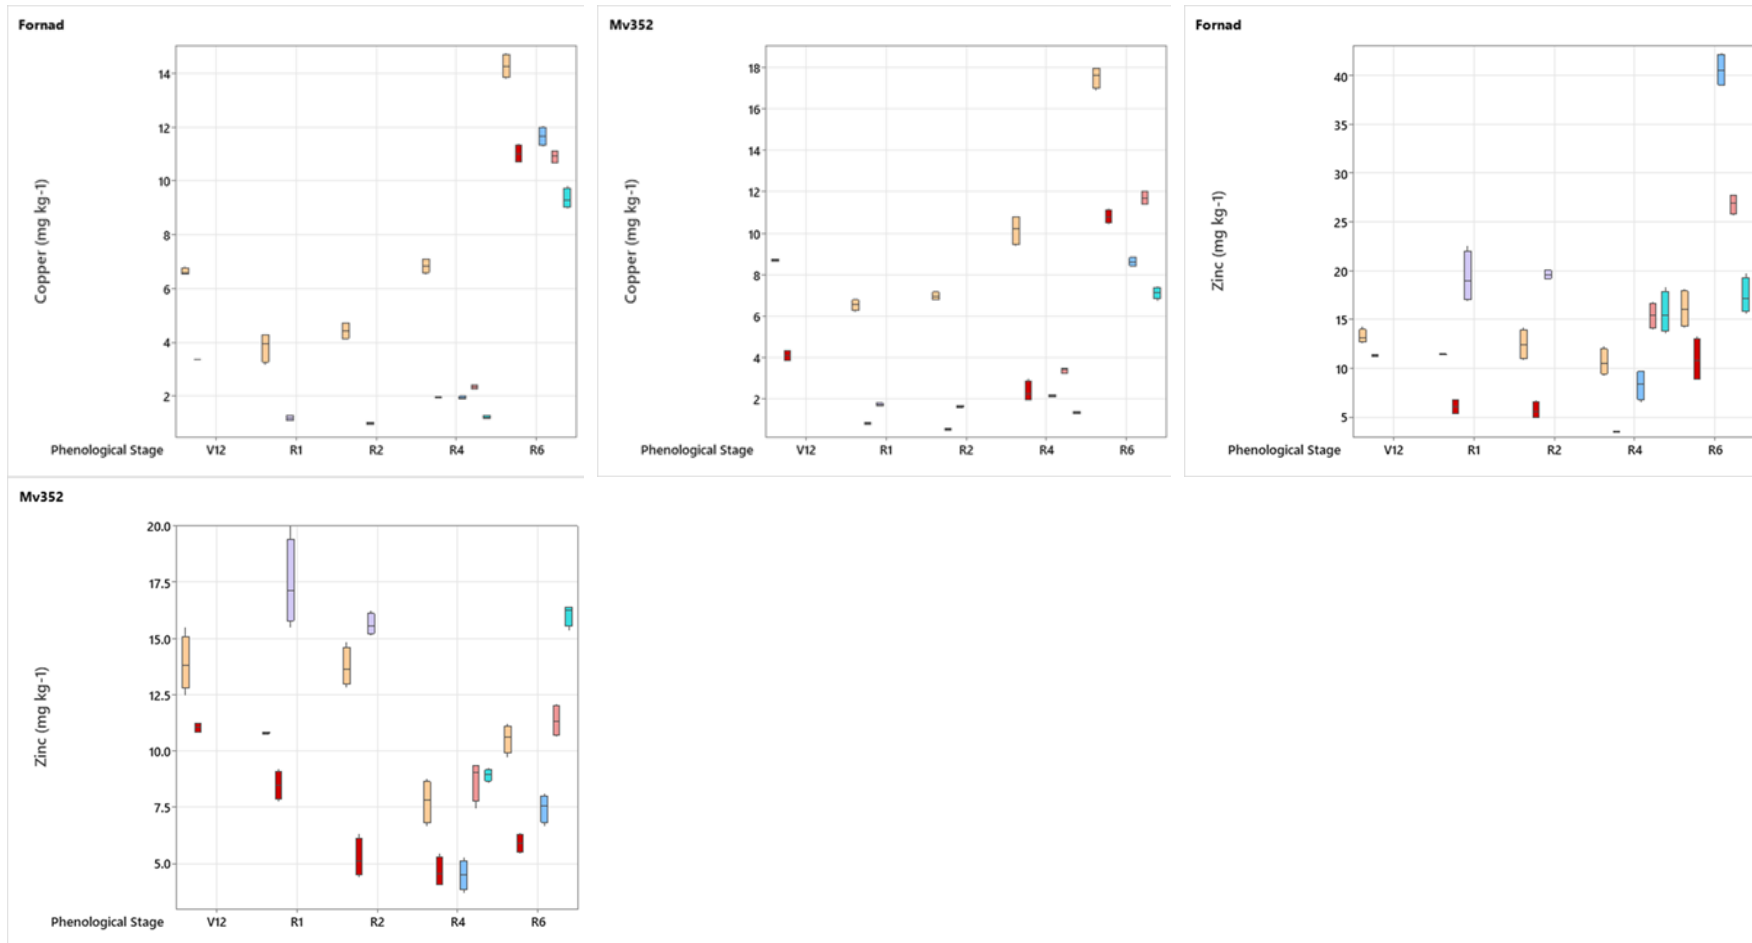 Fornad
Copper (mg kg-1)
14
12
10
8
6
4
2
Phenological Stage V12 R1 R2 R4 R6
Mv352
Copper (mg kg-1)
18
16
14
12
10
8
6
4
2
Phenological Stage V12 R1 R2 R4 R6
Fornad
Zinc (mg kg-1)
40
35
30
25
20
15
10
5
Phenological Stage V12 R1 R2 R4 R6
Mv352
Zinc (mg kg-1)
20.0
17.5
15.0
12.5
10.0
7.5
5.0
Phenological Stage V12 R1 R2 R4 R6